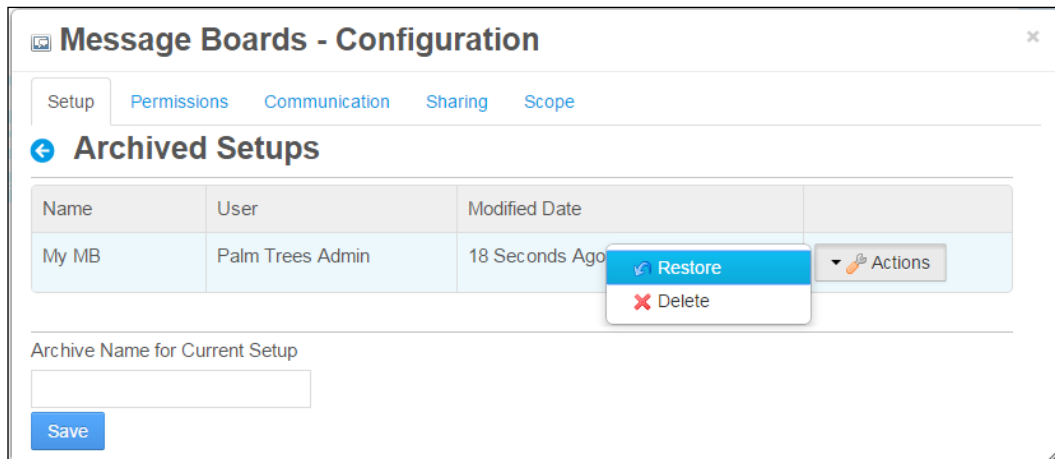 Message Boards - Configuration
×
Setup Permissions Communication Sharing Scope
Archived Setups
Name User Modified Date
My MB Palm Trees Admin 18 Seconds Ago Actions
Restore
Delete
Archive Name for Current Setup
Save